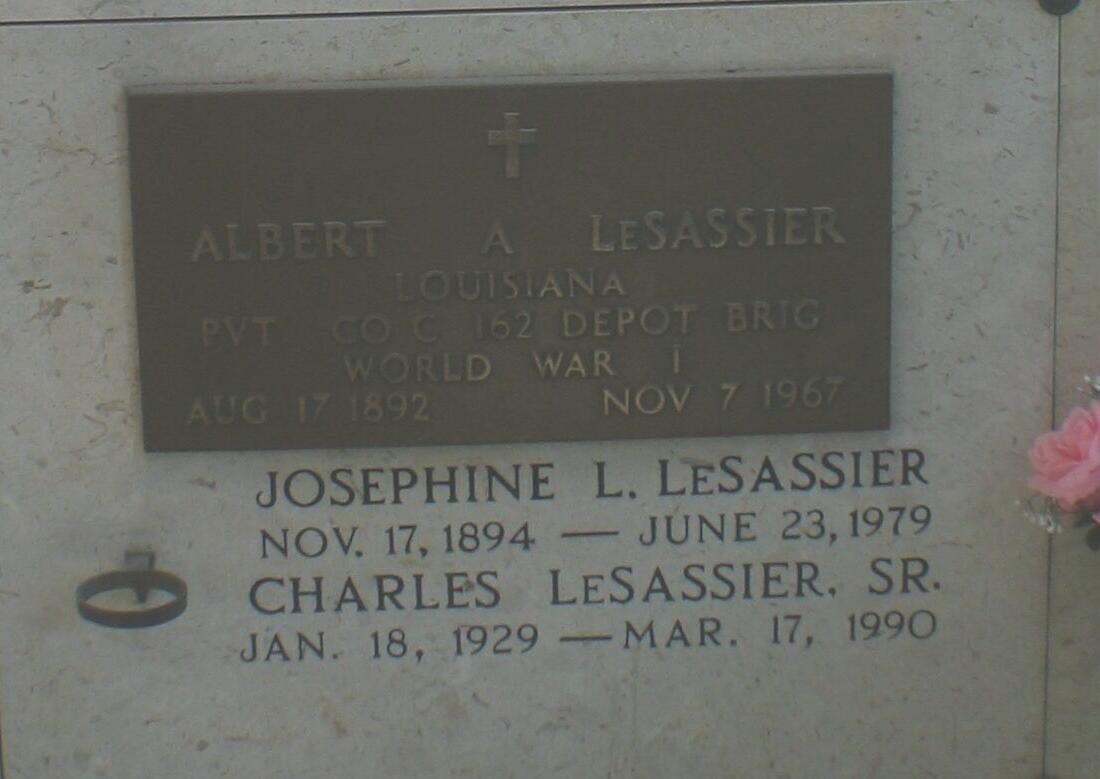 ALBERT A LeSASSIER
LOUISIANA
PVT CO C 162 DEPOT BRIG
WORLD WAR I
AUG 17 1892 NOV 7 1967
JOSEPHINE L. LeSASSIER
NOV. 17, 1894 — JUNE 23, 1979
CHARLES LeSASSIER, SR.
JAN. 18, 1929 — MAR. 17, 1990